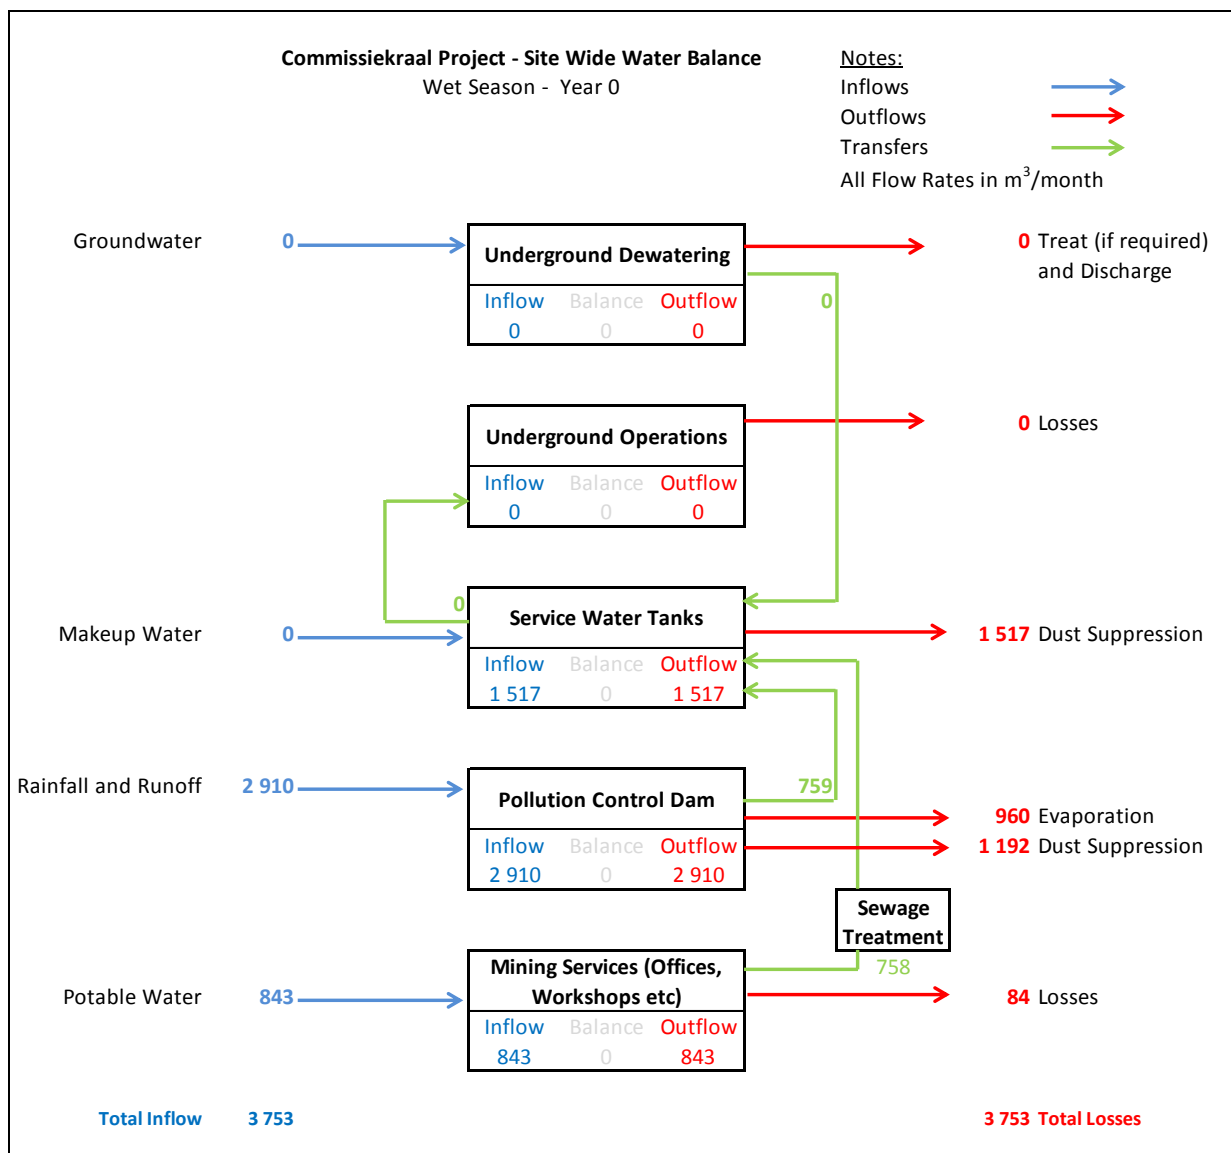 Commissiekraal Project - Site Wide Water Balance
Wet Season - Year 0
Notes:
Inflows
Outflows
Transfers
All Flow Rates in m³/month
Groundwater 0
Underground Dewatering
Inflow Balance Outflow
0 0 0
0 Treat (if required)
and Discharge
0
Underground Operations
Inflow Balance Outflow
0 0 0
0 Losses
0
Makeup Water 0
Service Water Tanks
Inflow Balance Outflow
1 517 0 1 517
1 517 Dust Suppression
Rainfall and Runoff 2 910
Pollution Control Dam
Inflow Balance Outflow
2 910 0 2 910
759
960 Evaporation
1 192 Dust Suppression
Sewage
Treatment
758
Potable Water 843
Mining Services (Offices,
Workshops etc)
Inflow Balance Outflow
843 0 843
84 Losses
Total Inflow 3 753
3 753 Total Losses